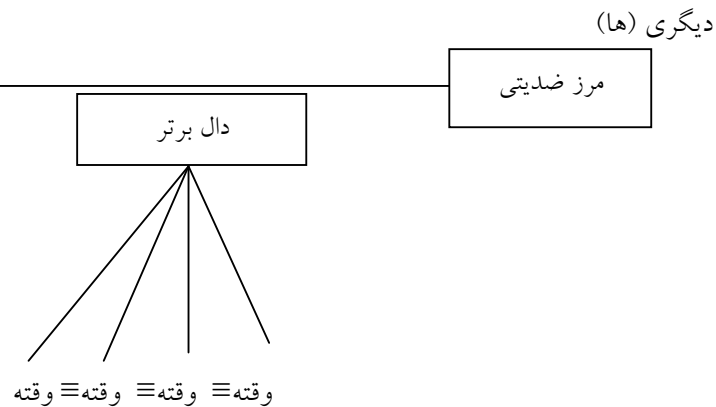 دیگری (ها)
مرز ضدیتی
دال برتر
وقته≡ وقته≡ وقته≡ وقته